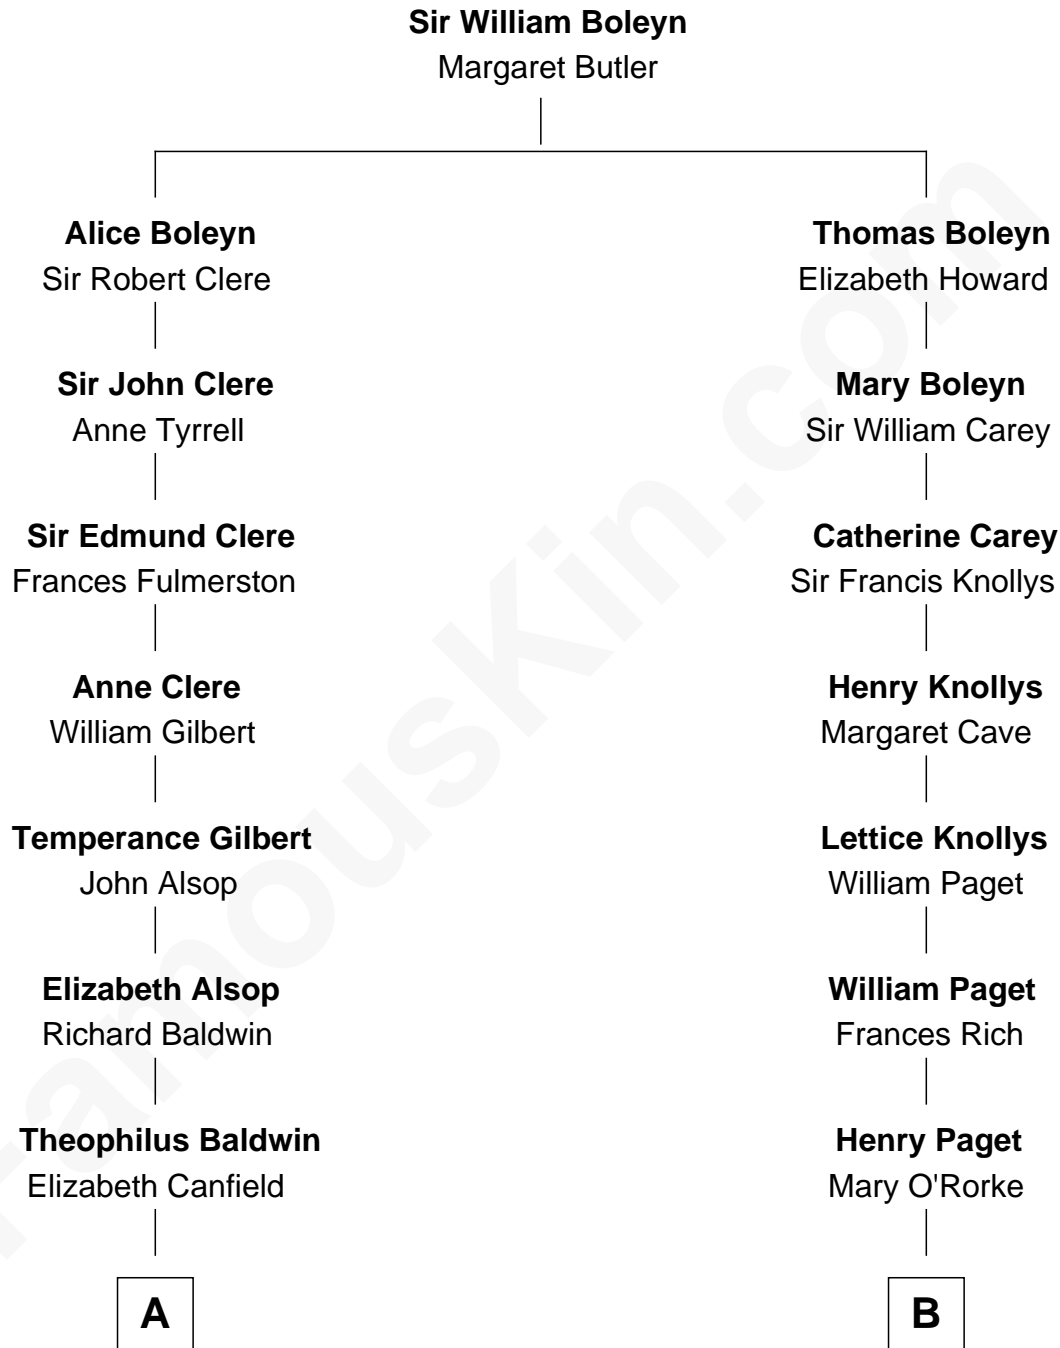 Sir William Boleyn
Margaret Butler
Alice Boleyn
Sir Robert Clere
Thomas Boleyn
Elizabeth Howard
Sir John Clere
Anne Tyrrell
Mary Boleyn
Sir William Carey
Sir Edmund Clere
Frances Fulmerston
Catherine Carey
Sir Francis Knollys
Anne Clere
William Gilbert
Henry Knollys
Margaret Cave
Temperance Gilbert
John Alsop
Lettice Knollys
William Paget
Elizabeth Alsop
Richard Baldwin
William Paget
Frances Rich
Theophilus Baldwin
Elizabeth Canfield
Henry Paget
Mary O'Rorke
A
B
FamousKin.com